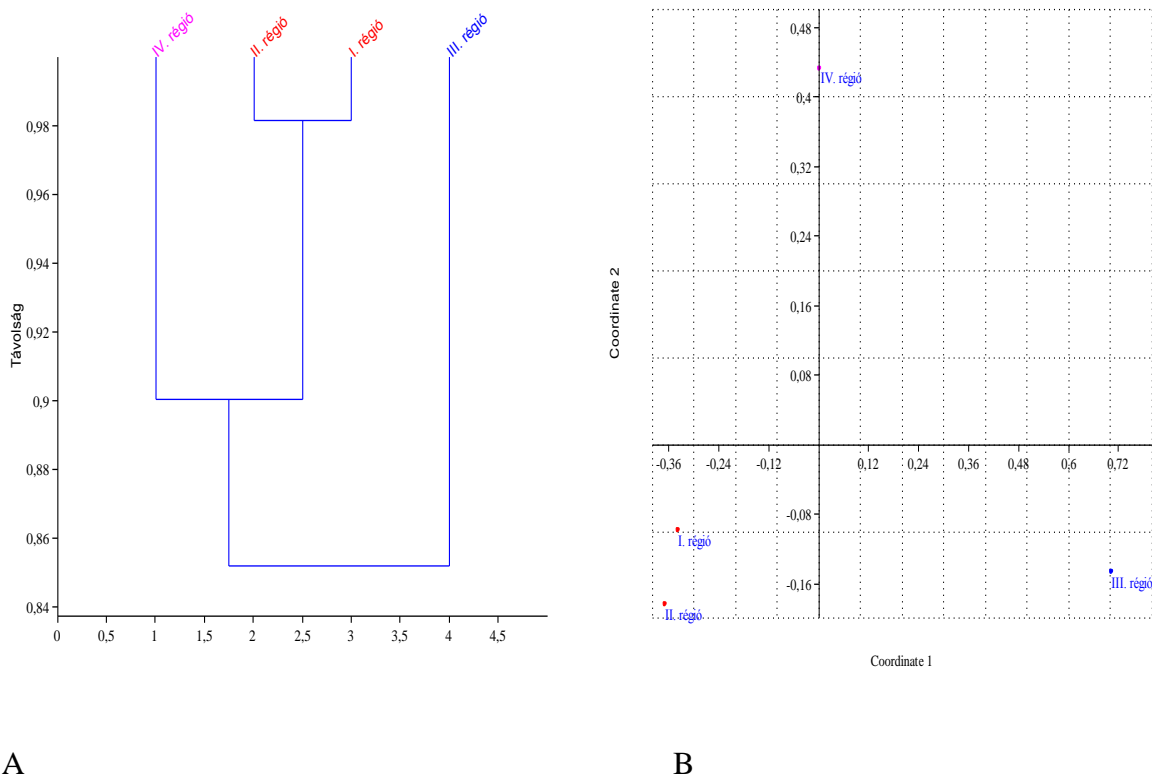 IV. régió
II. régió
I. régió
III. régió
Távolság
0,98
0,96
0,94
0,92
0,9
0,88
0,86
0,84
0 0,5 1 1,5 2 2,5 3 3,5 4 4,5
A
Coordinate 2
0,48
IV. régió
0,4
0,32
0,24
0,16
0,08
-0,36 -0,24 -0,12 0,12 0,24 0,36 0,48 0,6 0,72
-0,08
I. régió
-0,16
III. régió
II. régió
Coordinate 1
B